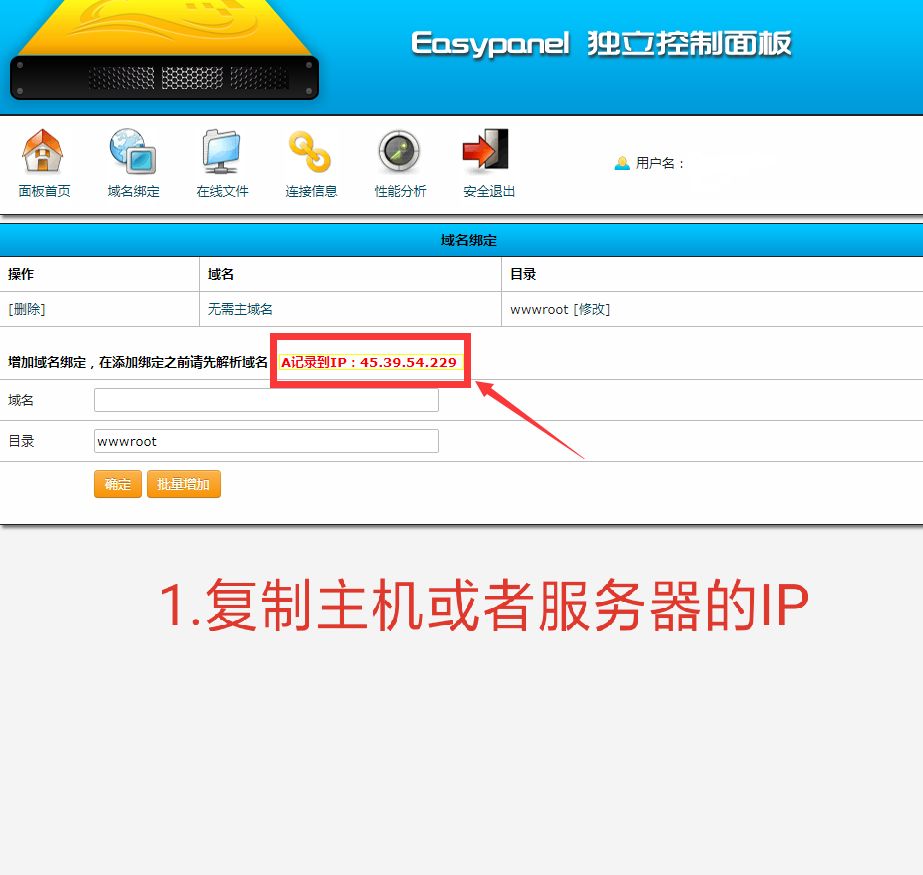 Easypanel 独立控制面板
面板首页 域名绑定 在线文件 连接信息 性能分析 安全退出 用户名：
域名绑定
操作 域名 目录
[删除] 无需主域名 wwwroot [修改]
增加域名绑定，在添加绑定之前请先解析域名 A记录到IP：45.39.54.229
域名
目录 wwwroot
确定 批量增加
1.复制主机或者服务器的IP